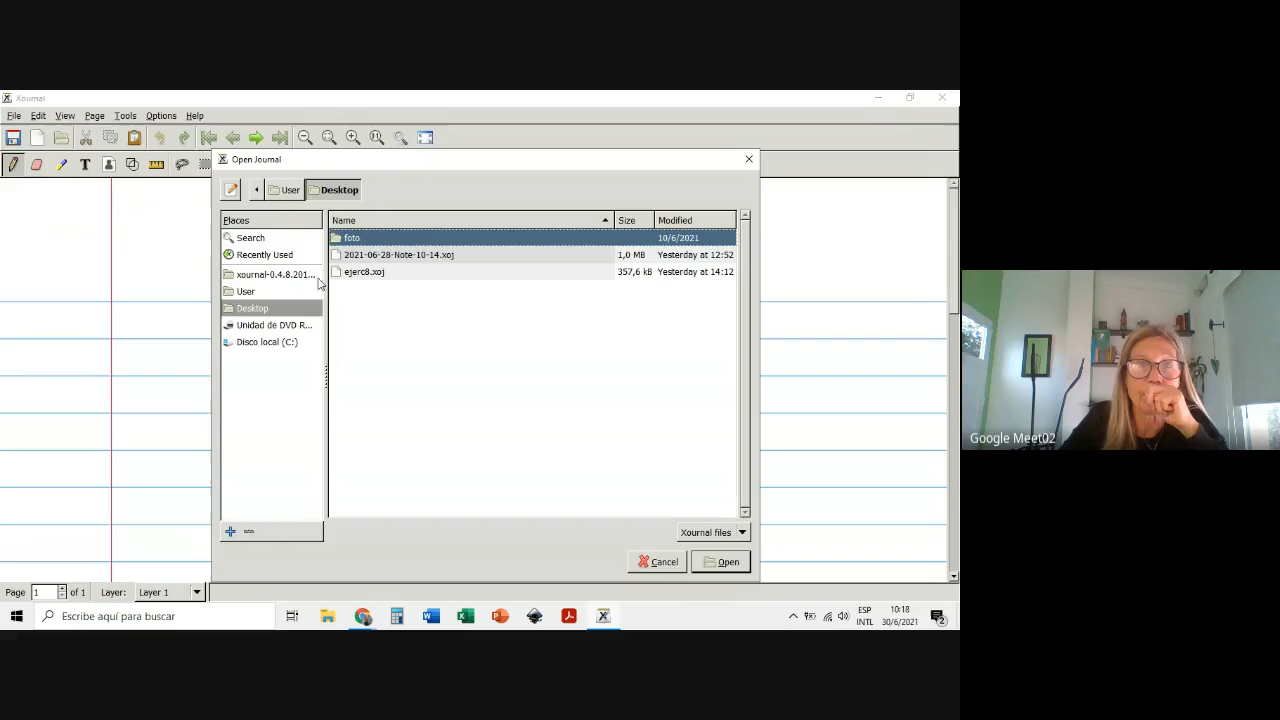 Xournal
File Edit View Page Tools Options Help
T
Open Journal
User Desktop
Places
Search
Recently Used
xournal-0.4.8.201...
User
Desktop
Unidad de DVD R...
Disco local (C:)
Name Size Modified
foto 10/6/2021
2021-06-28-Note-10-14.xoj 1,0 MB Yesterday at 12:52
ejerc8.xoj 357,6 kB Yesterday at 14:12
Xournal files
Cancel Open
Page 1 of 1 Layer: Layer 1
Escribe aquí para buscar
ESP
INTL
10:18
30/6/2021
2
Google Meet02